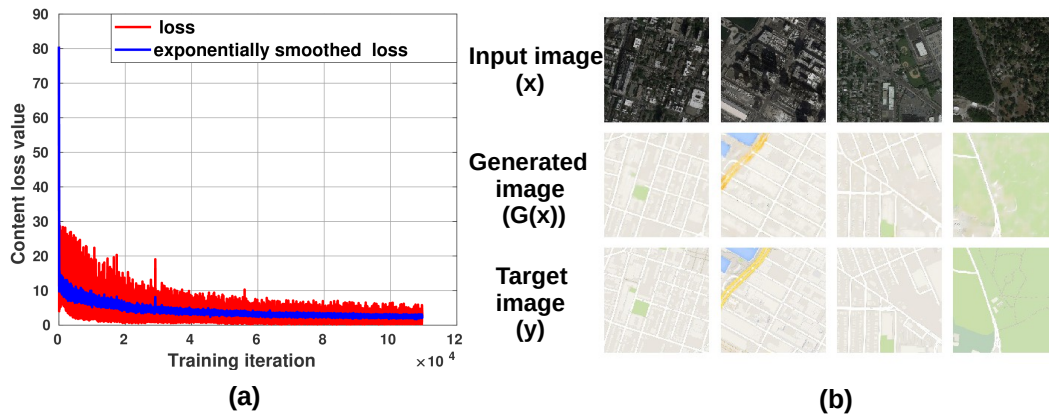 loss
exponentially smoothed loss
Content loss value
90
80
70
60
50
40
30
20
10
0
0
2
4
6
8
10
12
Training iteration
×10 4
(a)
Input image
(x)
Generated
image
(G(x))
Target
image
(y)
(b)